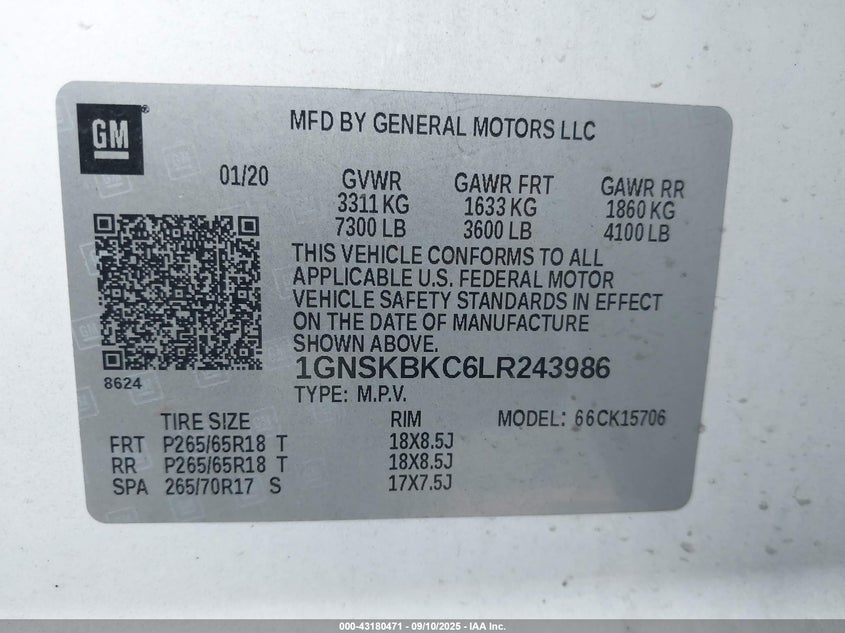 GM
®
MFD BY GENERAL MOTORS LLC
01/20
GVWR GAWR FRT GAWR RR
3311 KG 1633 KG 1860 KG
7300 LB 3600 LB 4100 LB
THIS VEHICLE CONFORMS TO ALL
APPLICABLE U.S. FEDERAL MOTOR
VEHICLE SAFETY STANDARDS IN EFFECT
ON THE DATE OF MANUFACTURE
SHOWN ABOVE.
8624
1GNSKBKC6LR243986
TYPE: M.P.V.
TIRE SIZE RIM MODEL: 66CK15706
FRT P265/65R18 T 18X8.5J
RR P265/65R18 T 18X8.5J
SPA 265/70R17 S 17X7.5J
000-43180471 - 09/10/2025 - IAA Inc.